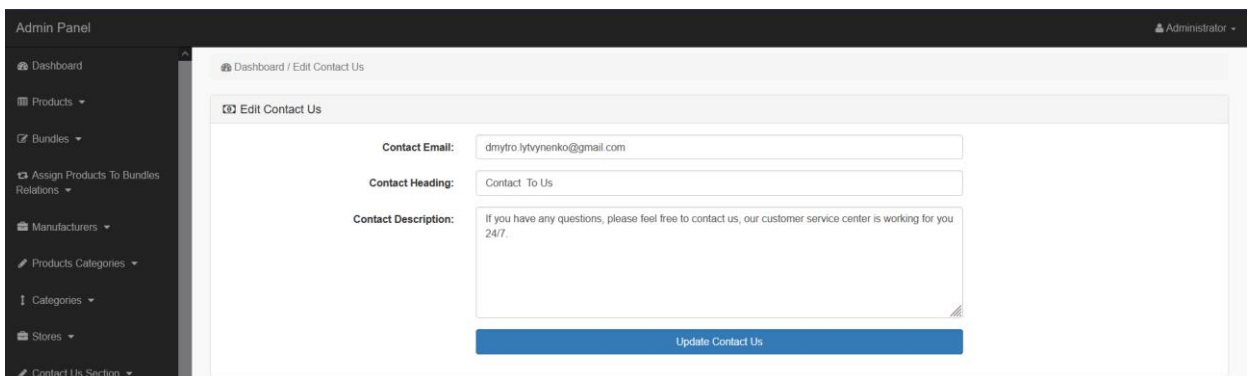 Admin Panel
Administrator
Dashboard
Products
Bundles
Assign Products To Bundles
Relations
Manufacturers
Products Categories
Categories
Stores
Contact Us Section
Dashboard / Edit Contact Us
Edit Contact Us
Contact Email:
dmytro.lytvynenko@gmail.com
Contact Heading:
Contact To Us
Contact Description:
If you have any questions, please feel free to contact us, our customer service center is working for you
24/7.
Update Contact Us